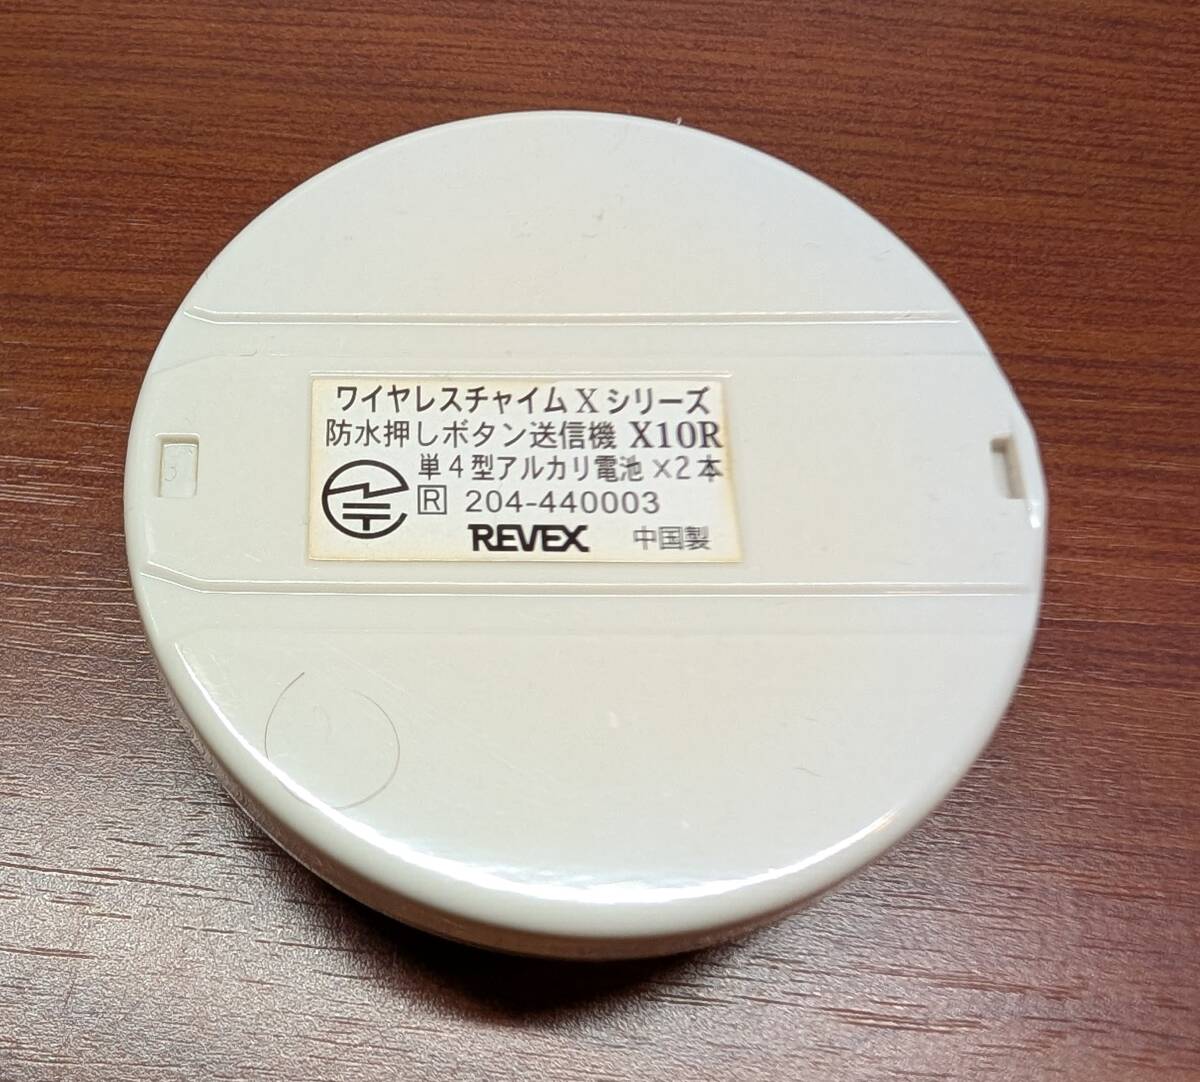 ワイヤレスチャイム X シリーズ
防水押しボタン送信機 X10R
単4型アルカリ電池×2本
R 204-440003
REVEX 中国製